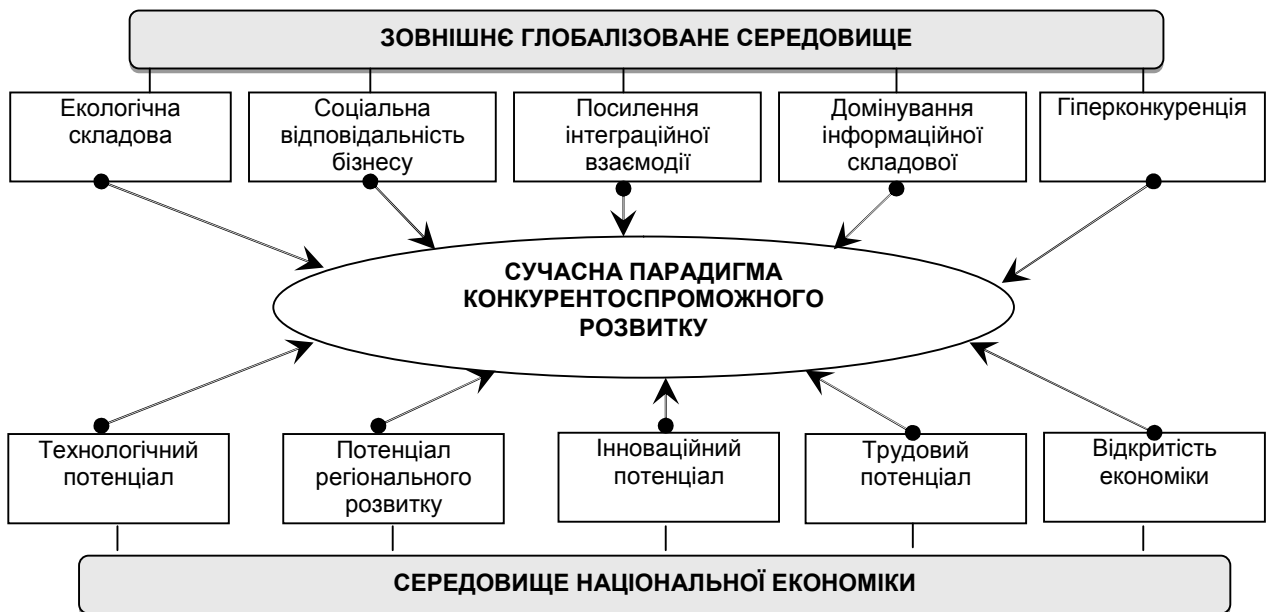 ЗОВНІШНЄ ГЛОБАЛІЗОВАНЕ СЕРЕДОВИЩЕ
Екологічна
складова
Соціальна
відповідальність
бізнесу
Посилення
інтеграційної
взаємодії
Домінування
інформаційної
складової
Гіперконкуренція
СУЧАСНА ПАРАДИГМА
КОНКУРЕНТОСПРОМОЖНОГО
РОЗВИТКУ
Технологічний
потенціал
Потенціал
регіонального
розвитку
Інноваційний
потенціал
Трудовий
потенціал
Відкритість
економіки
СЕРЕДОВИЩЕ НАЦІОНАЛЬНОЇ ЕКОНОМІКИ